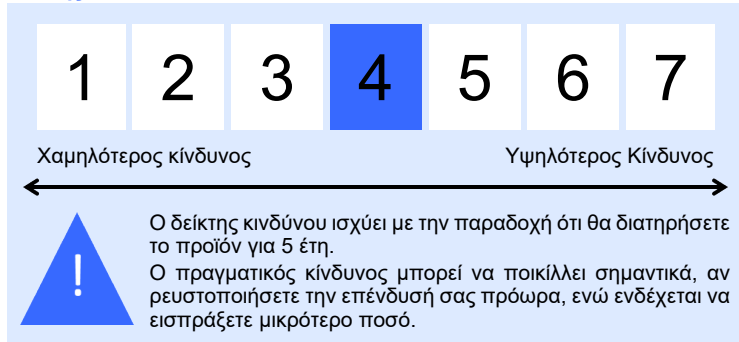 1 2 3 4 5 6 7
Χαμηλότερος κίνδυνος Υψηλότερος Κίνδυνος
Ο δείκτης κινδύνου ισχύει με την παραδοχή ότι θα διατηρήσετε
το προϊόν για 5 έτη.
Ο πραγματικός κίνδυνος μπορεί να ποικίλλει σημαντικά, αν
ρευστοποιήσετε την επένδυσή σας πρόωρα, ενώ ενδέχεται να
εισπράξετε μικρότερο ποσό.